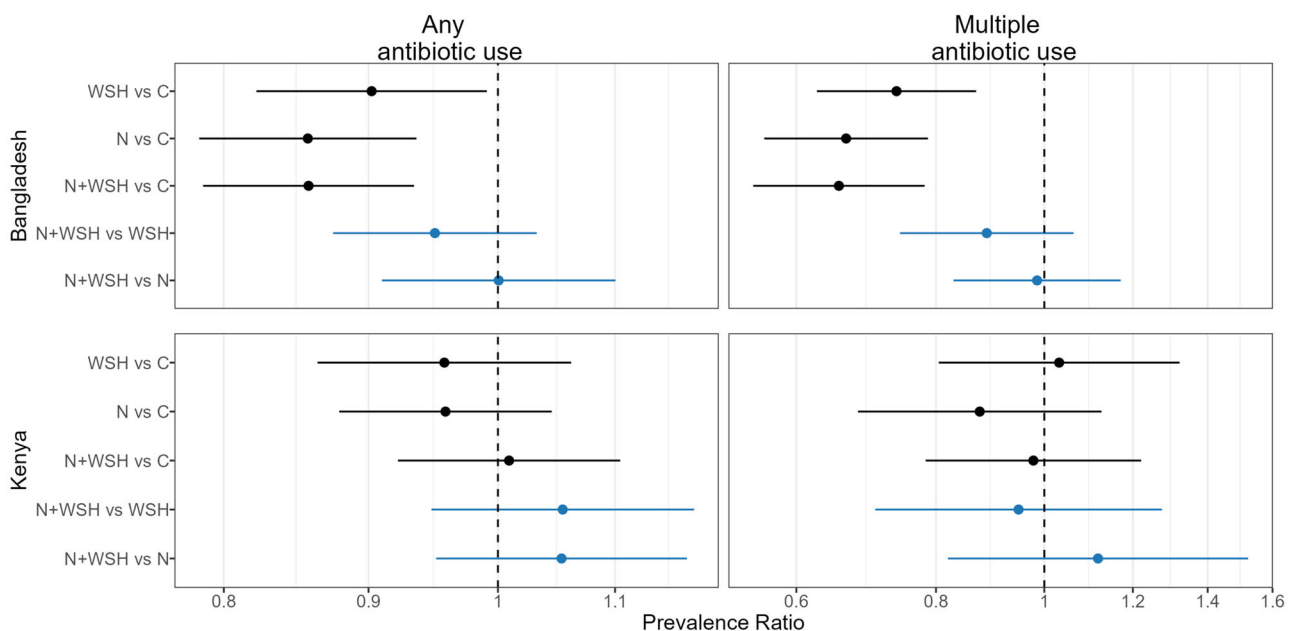 Any
antibiotic use
Multiple
antibiotic use
Bangladesh
WSH vs C
N vs C
N+WSH vs C
N+WSH vs WSH
N+WSH vs N
Kenya
WSH vs C
N vs C
N+WSH vs C
N+WSH vs WSH
N+WSH vs N
0.8 0.9 1 1.1
0.6 0.8 1 1.2 1.4 1.6
Prevalence Ratio